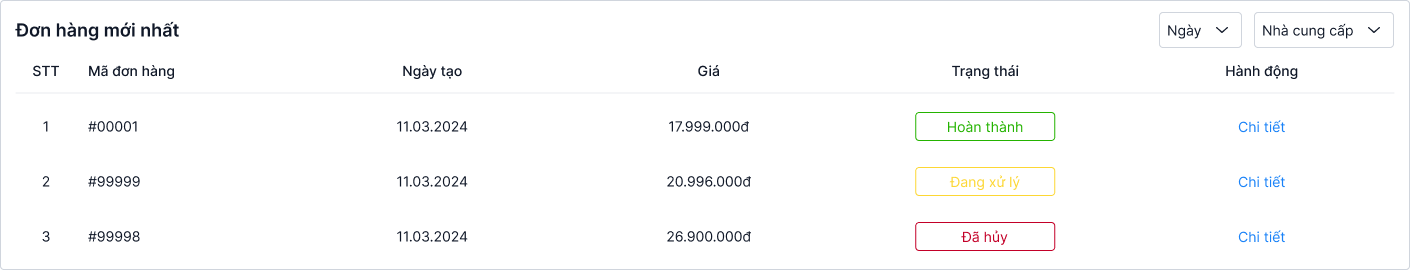 Đơn hàng mới nhất Ngày Nhà cung cấp
STT Mã đơn hàng Ngày tạo Giá Trạng thái Hành động
1 #00001 11.03.2024 17.999.000đ Hoàn thành Chi tiết
2 #99999 11.03.2024 20.996.000đ Đang xử lý Chi tiết
3 #99998 11.03.2024 26.900.000đ Đã hủy Chi tiết